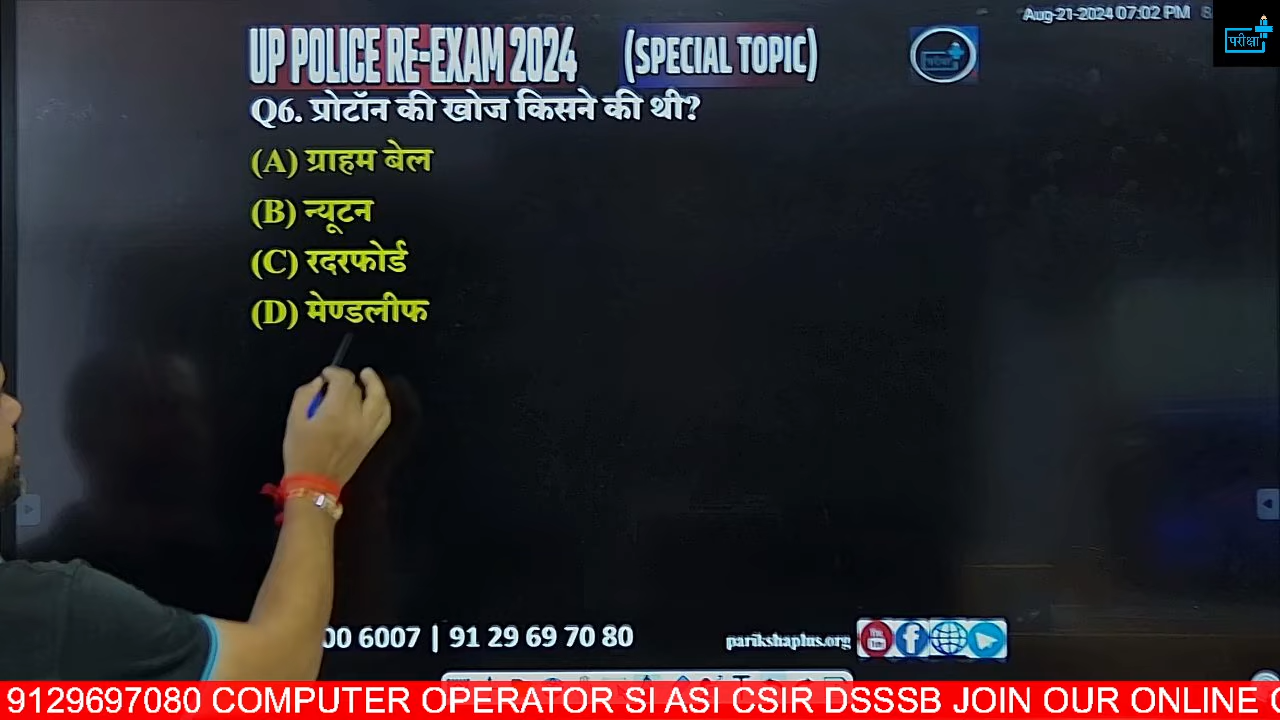 Aug-21-2024 07:02 PM
परीक्षा
UP POLICE RE-EXAM 2024 (SPECIAL TOPIC)
Q6. प्रोटॉन की खोज किसने की थी?
(A) ग्राहम बेल
(B) न्यूटन
(C) रदरफोर्ड
(D) मेण्डलीफ
00 6007 | 91 29 69 70 80
parikshaplus.org
9129697080 COMPUTER OPERATOR SI ASI CSIR DSSSB JOIN OUR ONLINE